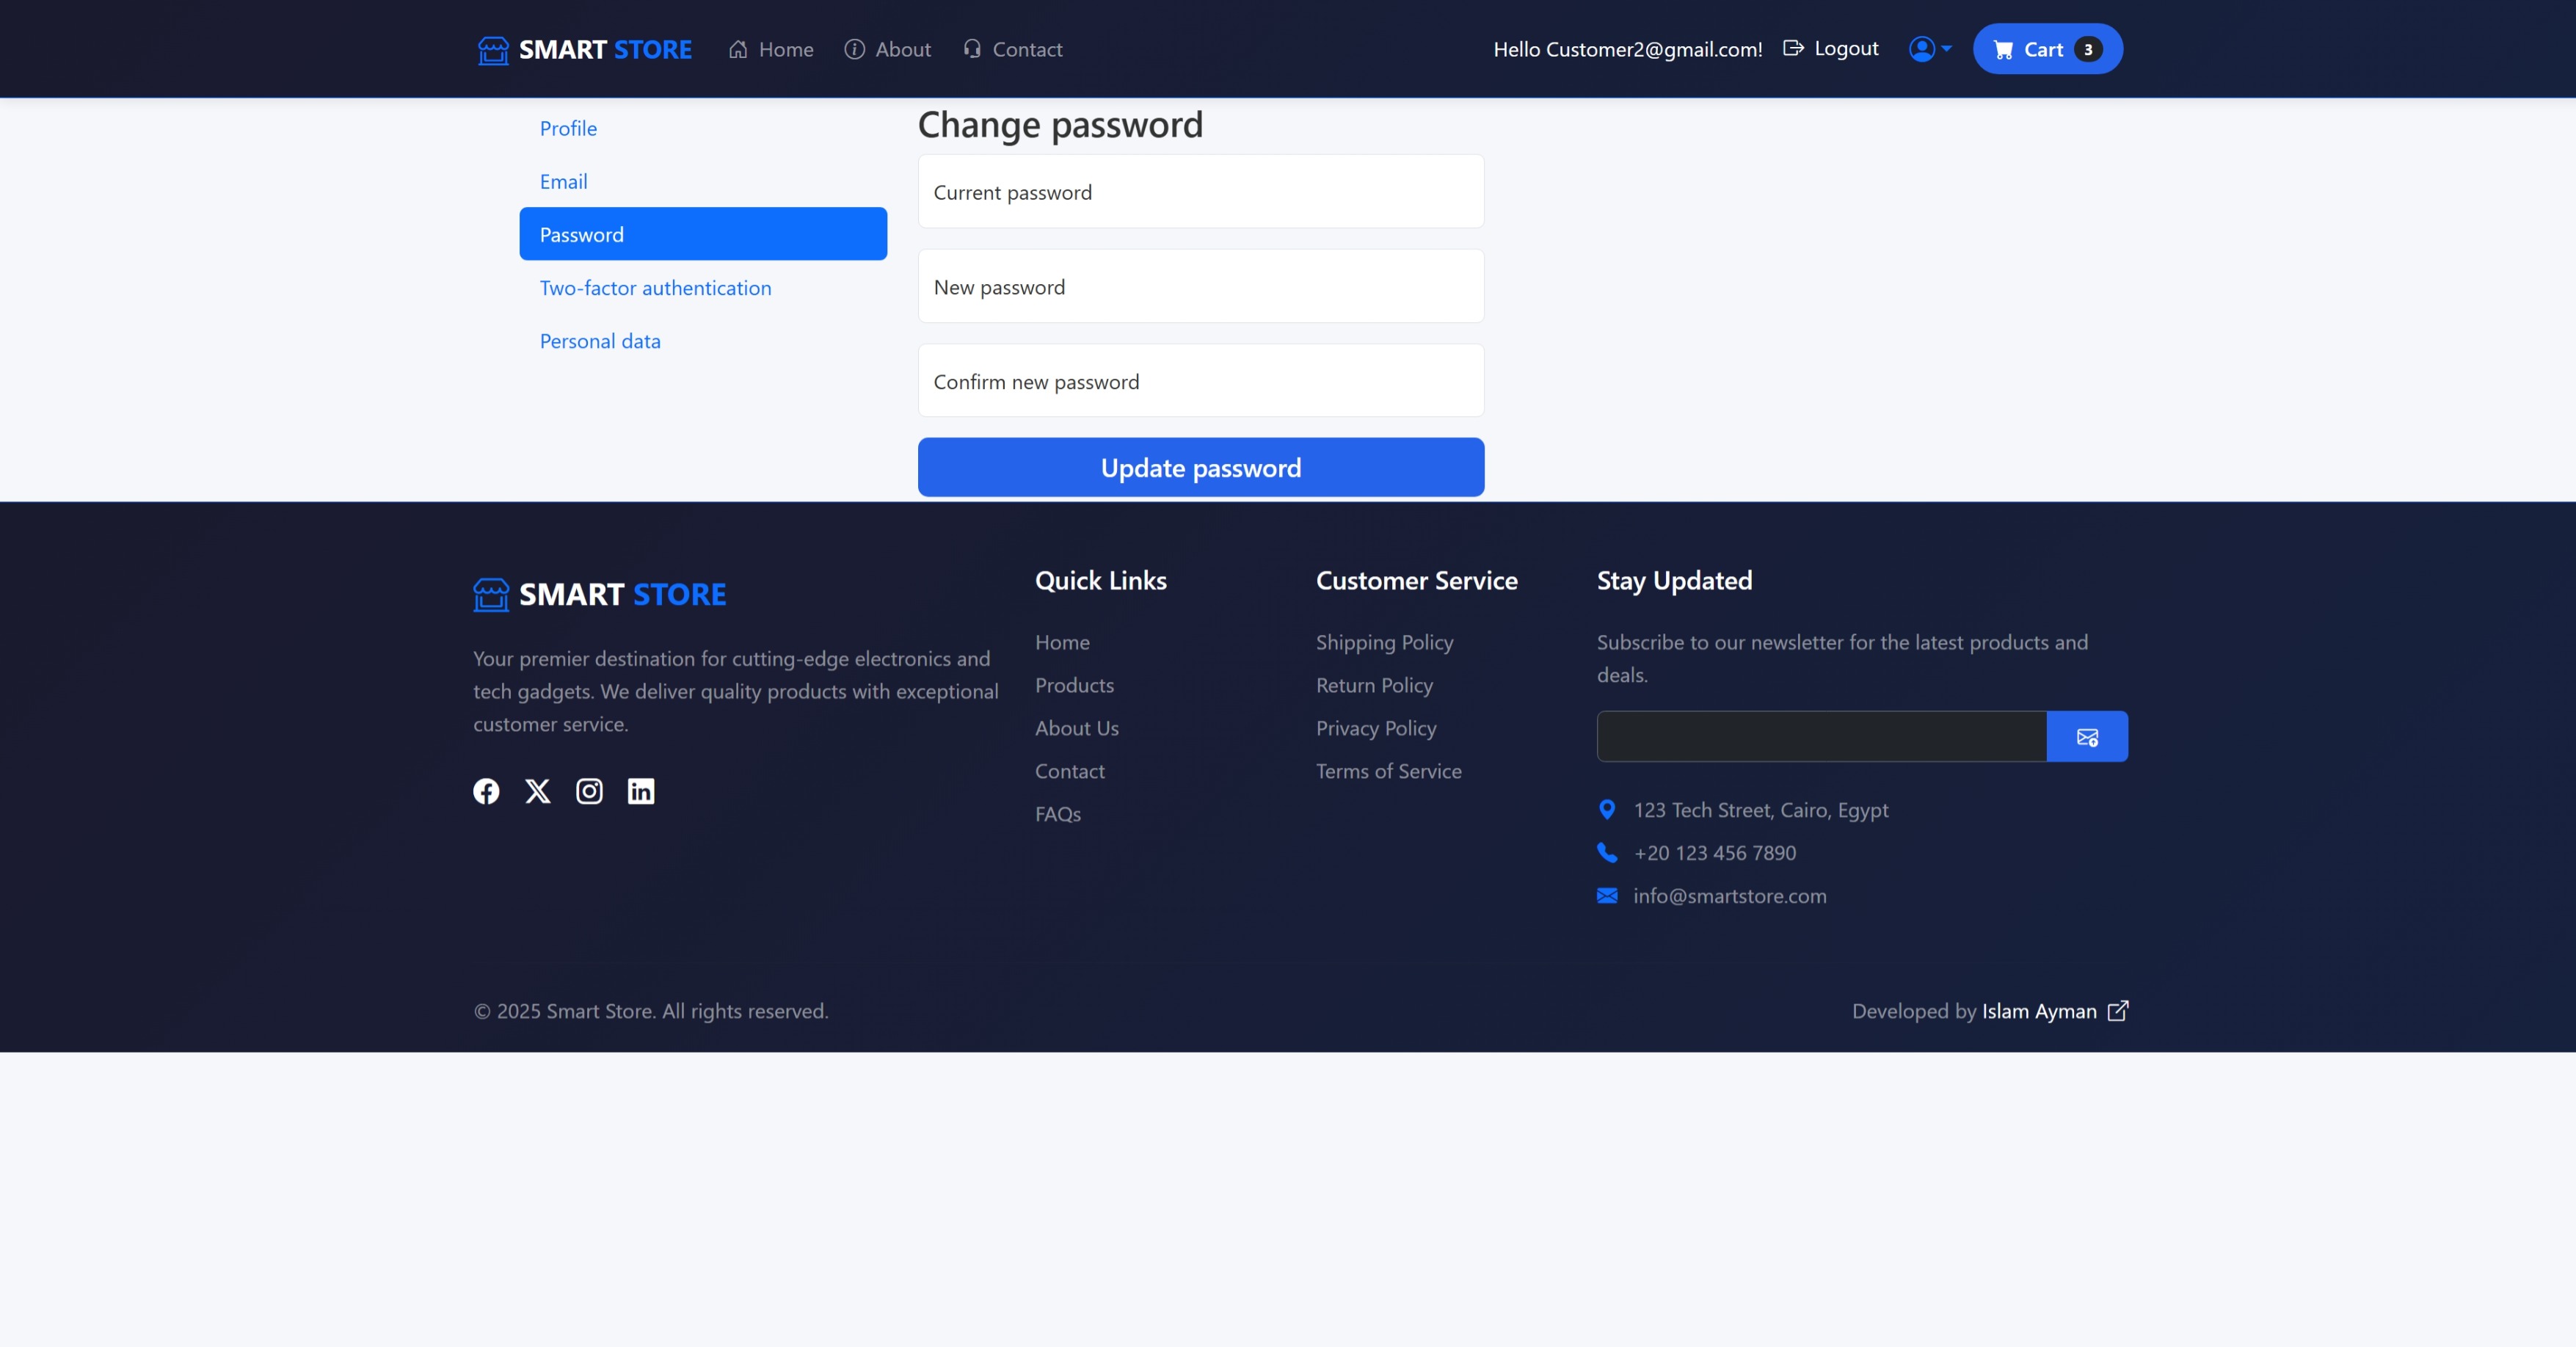 SMART STORE
Home
About
Contact
Hello Customer2@gmail.com!
Logout
Cart 3
Profile
Email
Password
Two-factor authentication
Personal data
Change password
Current password
New password
Confirm new password
Update password
SMART STORE
Your premier destination for cutting-edge electronics and
tech gadgets. We deliver quality products with exceptional
customer service.
Quick Links
Home
Products
About Us
Contact
FAQs
Customer Service
Shipping Policy
Return Policy
Privacy Policy
Terms of Service
Stay Updated
Subscribe to our newsletter for the latest products and
deals.
123 Tech Street, Cairo, Egypt
+20 123 456 7890
info@smartstore.com
© 2025 Smart Store. All rights reserved.
Developed by Islam Ayman